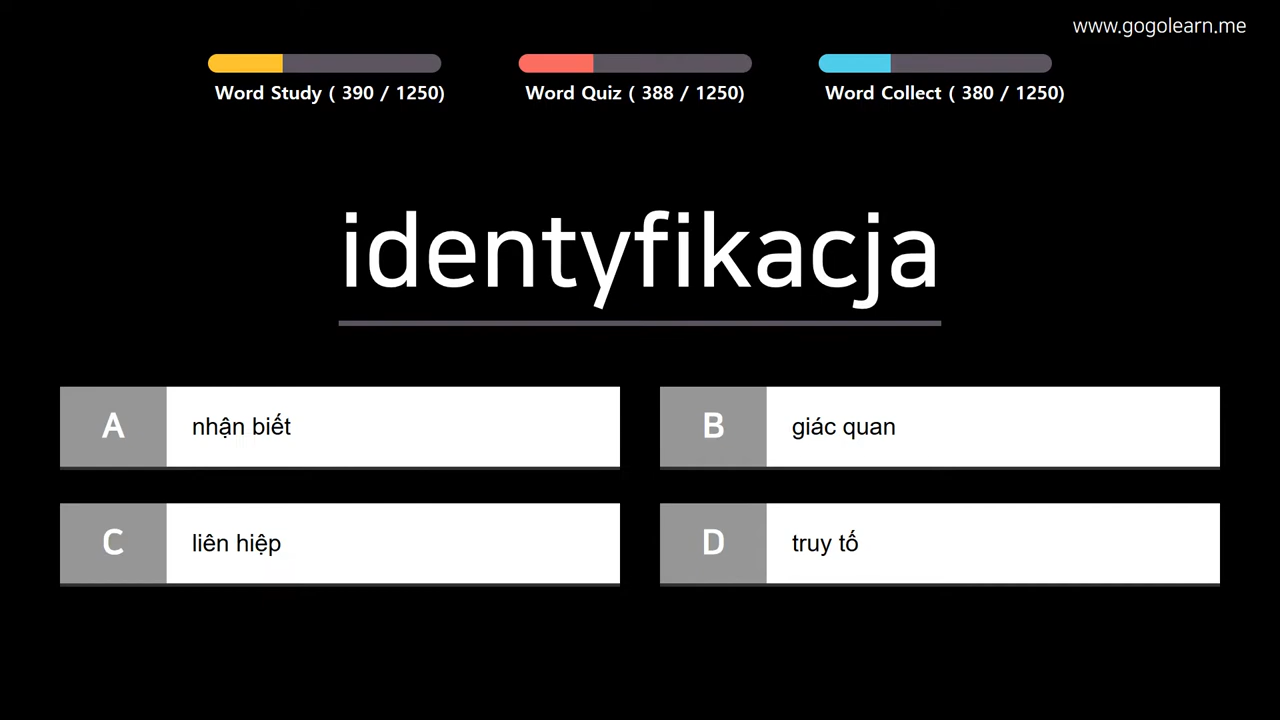 www.gogolearn.me
Word Study ( 390 / 1250)
Word Quiz ( 388 / 1250)
Word Collect ( 380 / 1250)
identyfikacja
A nhận biết
B giác quan
C liên hiệp
D truy tố